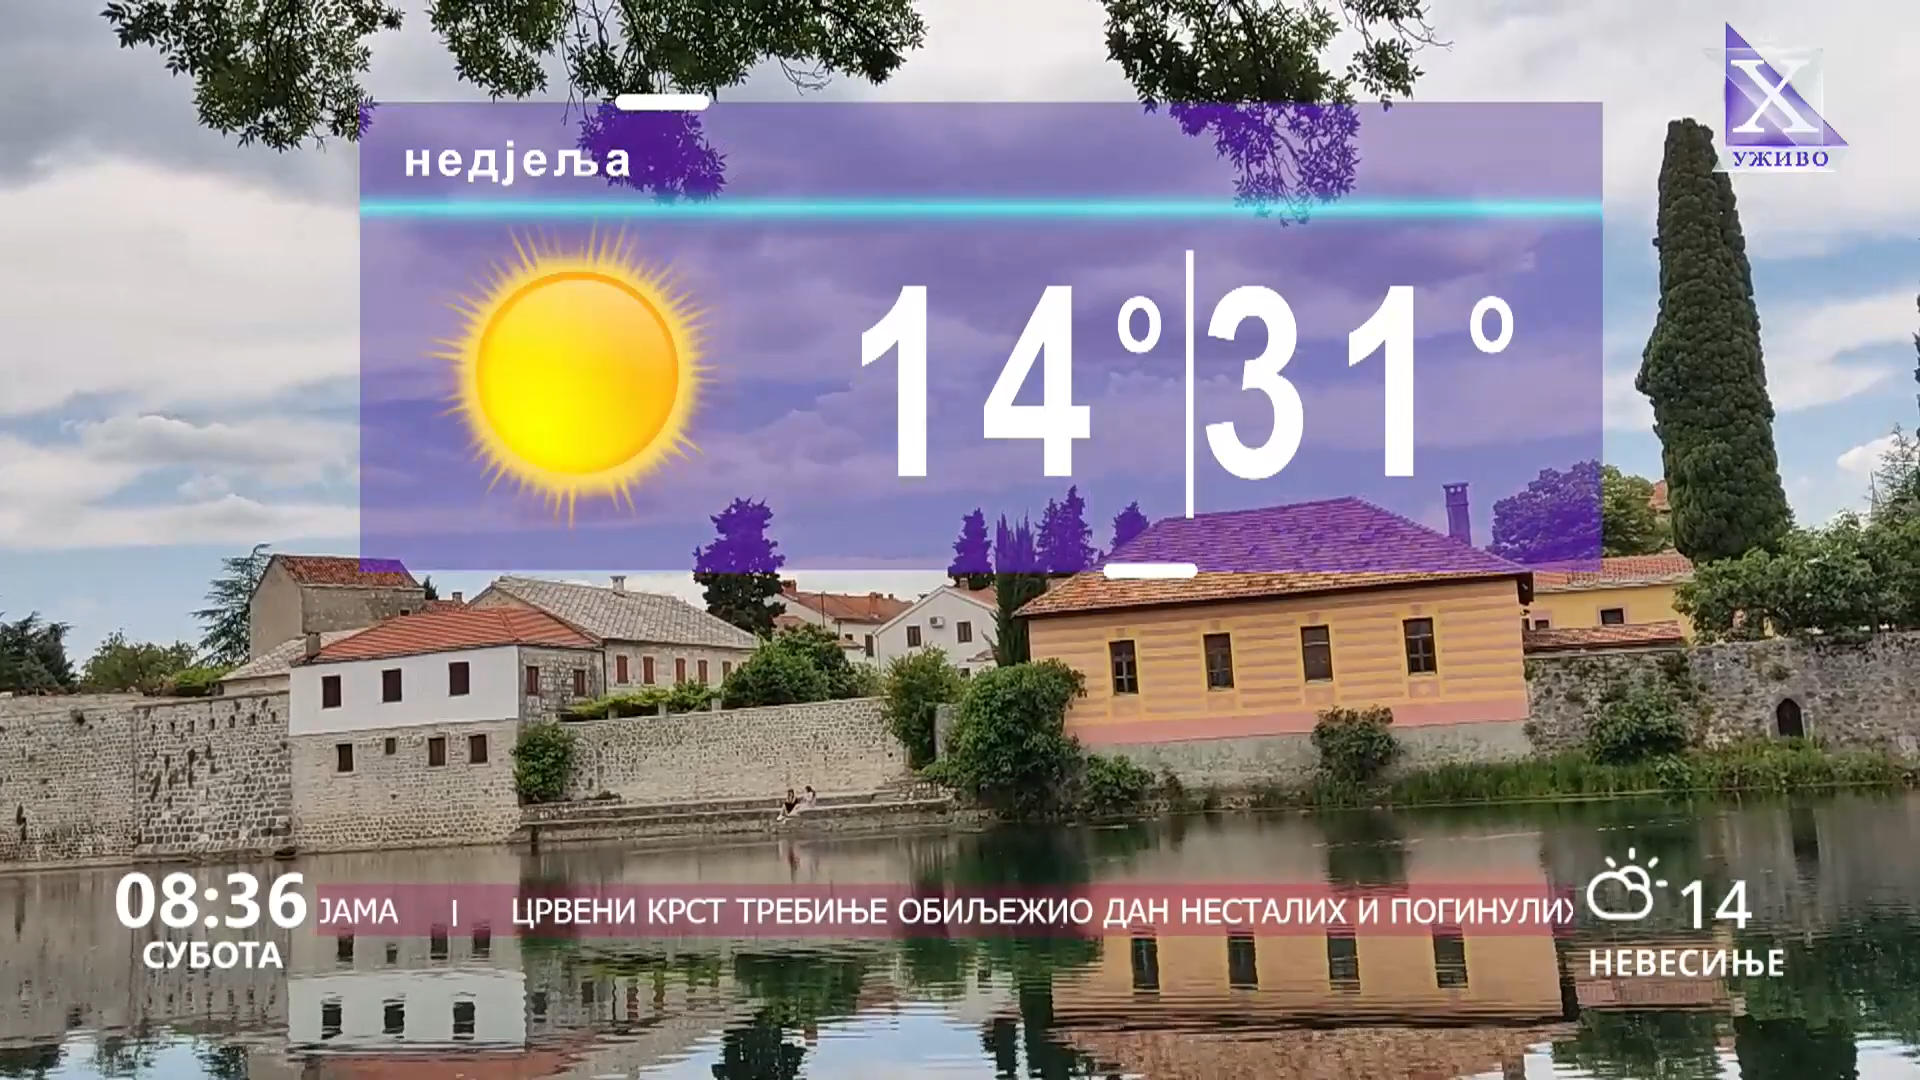 недјеља
14° 31°
X
УЖИВО
08:36
СУБОТА
ЈАМА | ЦРВЕНИ КРСТ ТРЕБИЊЕ ОБИЉЕЖИО ДАН НЕСТАЛИХ И ПОГИНУЛИХ
14
НЕВЕСИЊЕ